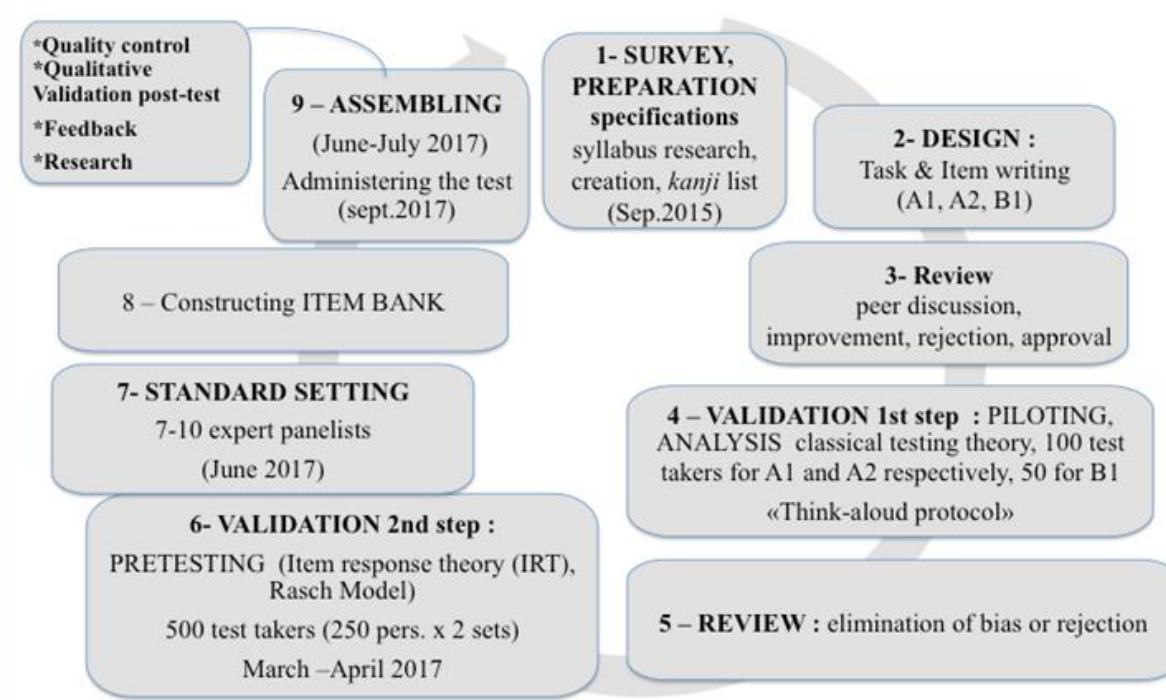 *Quality control
*Qualitative
Validation post-test
*Feedback
*Research
9 – ASSEMBLING
(June-July 2017)
Administering the test
(sept.2017)
1- SURVEY,
PREPARATION
specifications
syllabus research,
creation, kanji list
(Sep.2015)
2- DESIGN :
Task & Item writing
(A1, A2, B1)
3- Review
peer discussion,
improvement, rejection, approval
4 – VALIDATION 1st step : PILOTING,
ANALYSIS classical testing theory, 100 test
takers for A1 and A2 respectively, 50 for B1
«Think-aloud protocol»
5 – REVIEW : elimination of bias or rejection
6- VALIDATION 2nd step :
PRETESTING (Item response theory (IRT),
Rasch Model)
500 test takers (250 pers. x 2 sets)
March –April 2017
7- STANDARD SETTING
7-10 expert panelists
(June 2017)
8 – Constructing ITEM BANK